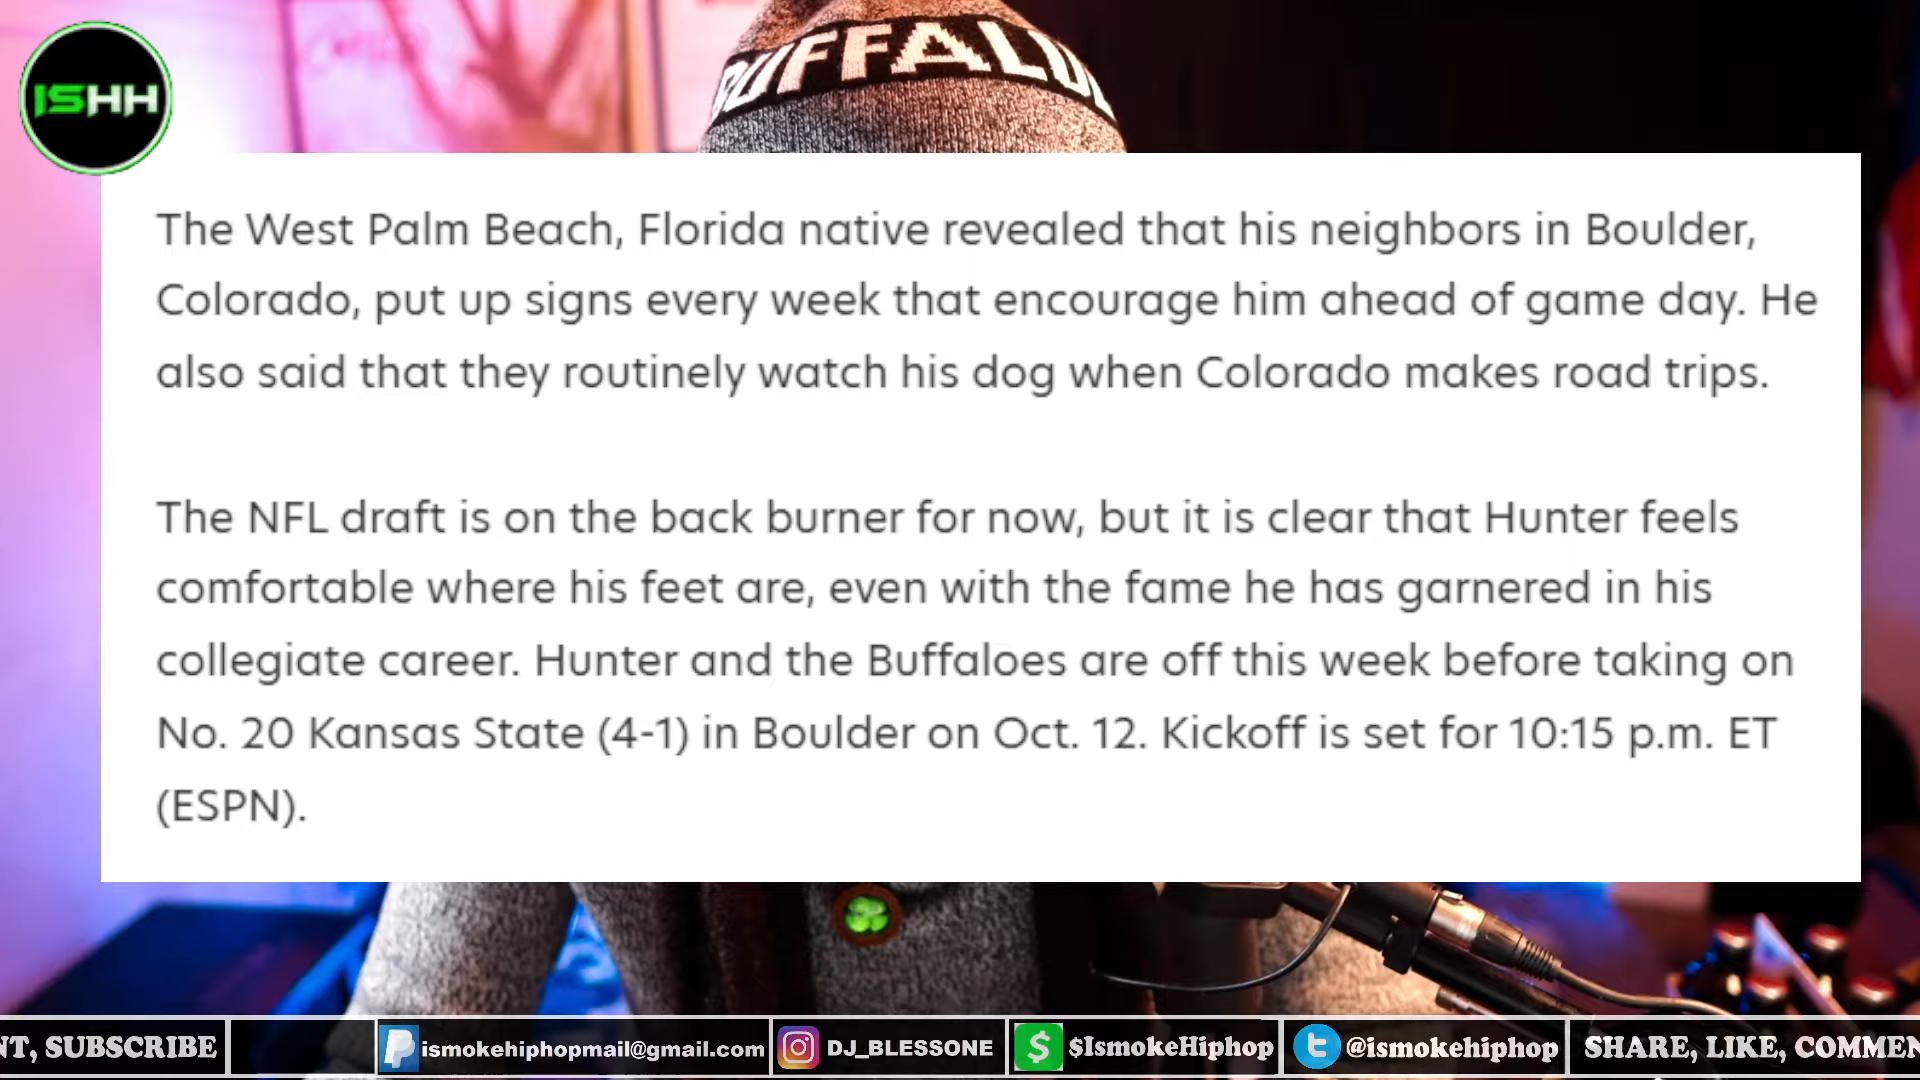 BUFFALO
ISHH
The West Palm Beach, Florida native revealed that his neighbors in Boulder,
Colorado, put up signs every week that encourage him ahead of game day. He
also said that they routinely watch his dog when Colorado makes road trips.
The NFL draft is on the back burner for now, but it is clear that Hunter feels
comfortable where his feet are, even with the fame he has garnered in his
collegiate career. Hunter and the Buffaloes are off this week before taking on
No. 20 Kansas State (4-1) in Boulder on Oct. 12. Kickoff is set for 10:15 p.m. ET
(ESPN).
NT, SUBSCRIBE ismokehiphopmail@gmail.com DJ_BLESSONE $IsmokeHiphop @ismokehiphop SHARE, LIKE, COMMEN